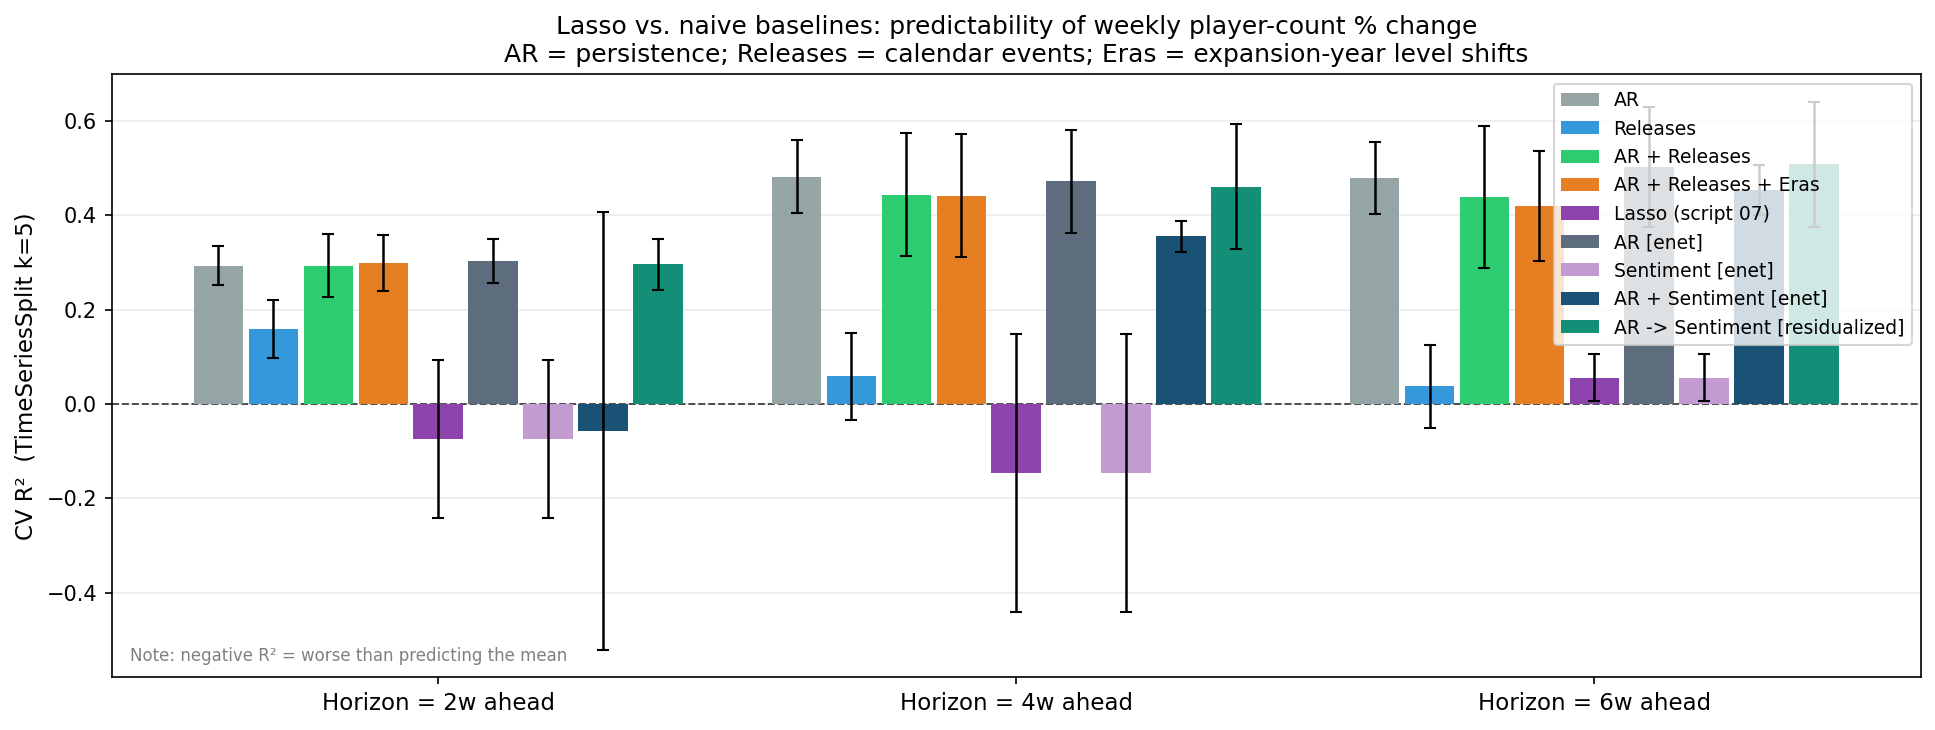 Lasso vs. naive baselines: predictability of weekly player-count % change
AR = persistence; Releases = calendar events; Eras = expansion-year level shifts
CV R² (TimeSeriesSplit k=5)
0.6
0.4
0.2
0.0
−0.2
−0.4
AR
Releases
AR + Releases
AR + Releases + Eras
Lasso (script 07)
AR [enet]
Sentiment [enet]
AR + Sentiment [enet]
AR -> Sentiment [residualized]
Note: negative R² = worse than predicting the mean
Horizon = 2w ahead
Horizon = 4w ahead
Horizon = 6w ahead